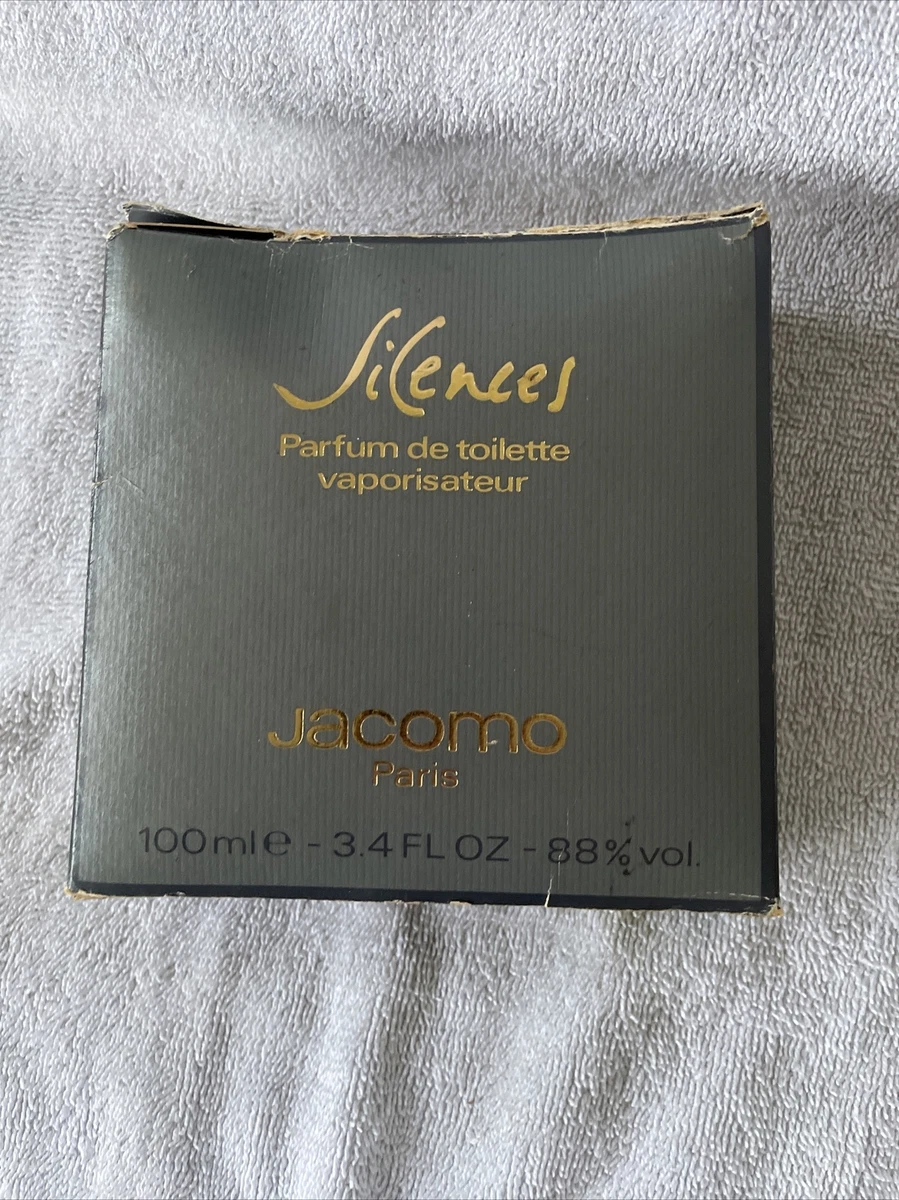 Silences
Parfum de toilette
vaporisateur
Jacomo
Paris
100ml℮ - 3.4 FL OZ - 88% vol.